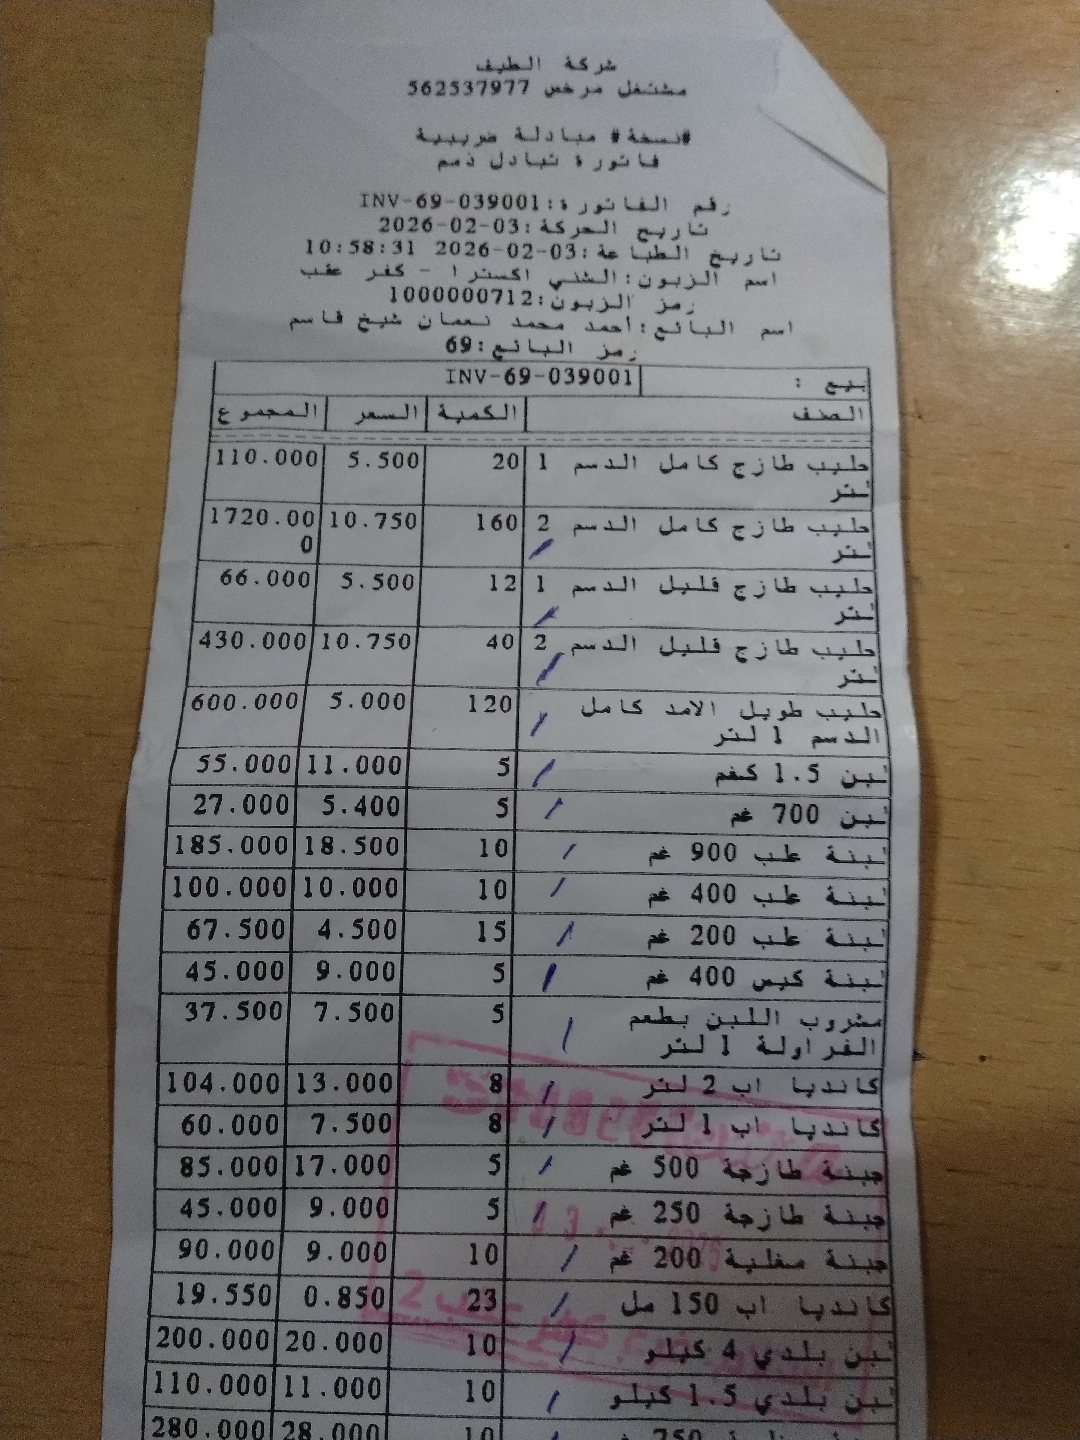 شركة الطيف
مشتغل مرخص 562537977
#نسخة# مبادلة ضريبية
فاتورة تبادل ذمم
رقم الفاتورة:INV-69-039001
تاريخ الحركة:2026-02-03
تاريخ الطباعة:2026-02-03 10:58:31
اسم الزبون:الشني اكسترا - كفر عقب
رمز الزبون:1000000712
اسم البائع:أحمد محمد نعمان شيخ قاسم
رمز البائع:69
بيع : INV-69-039001
الصنف الكمية السعر المجموع
حليب طازج كامل الدسم 1 20 5.500 110.000
لتر
حليب طازج كامل الدسم 2 160 10.750 1720.00
لتر 0
حليب طازج قليل الدسم 1 12 5.500 66.000
لتر
حليب طازج قليل الدسم 2 40 10.750 430.000
لتر
حليب طويل الامد كامل 120 5.000 600.000
الدسم 1 لتر
لبن 1.5 كغم 5 11.000 55.000
لبن 700 غم 5 5.400 27.000
لبنة علب 900 غم 10 18.500 185.000
لبنة علب 400 غم 10 10.000 100.000
لبنة علب 200 غم 15 4.500 67.500
لبنة كيس 400 غم 5 9.000 45.000
مشروب اللبن بطعم 5 7.500 37.500
الفراولة 1 لتر
كانديا اب 2 لتر 8 13.000 104.000
كانديا اب 1 لتر 8 7.500 60.000
جبنة طازجة 500 غم 5 17.000 85.000
جبنة طازجة 250 غم 5 9.000 45.000
جبنة مغلية 200 غم 10 9.000 90.000
كانديا اب 150 مل 23 0.850 19.550
لبن بلدي 4 كيلو 10 20.000 200.000
لبن بلدي 1.5 كيلو 10 11.000 110.000
750 غم 10 28.000 280.000